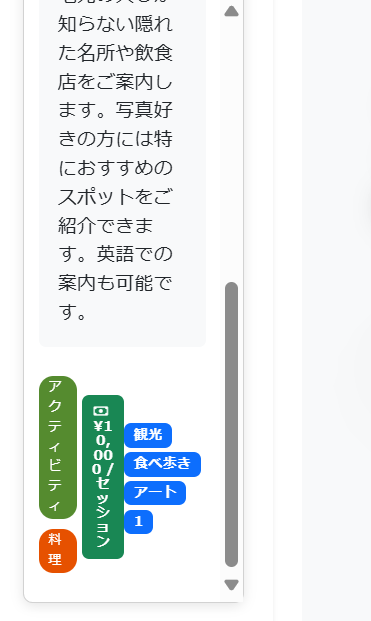 知らない隠れ
た名所や飲食
店をご案内し
ます。写真好
きの方には特
におすすめの
スポットをご
紹介できま
す。英語での
案内も可能で
す。
ア
ク
テ
ィ
ビ
テ
ィ
料
理
¥1
0,
00
0 /
セ
ッ
シ
ョ
ン
観光
食べ歩き
アート
1